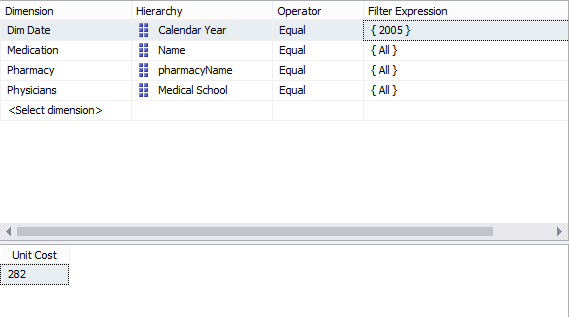 Dimension Hierarchy Operator Filter Expression
Dim Date Calendar Year Equal { 2005 }
Medication Name Equal { All }
Pharmacy pharmacyName Equal { All }
Physicians Medical School Equal { All }
<Select dimension>
Unit Cost
282